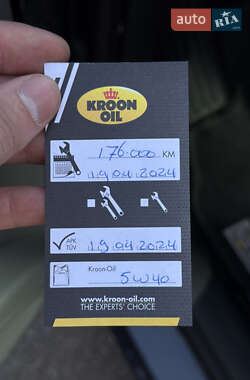 auto RIA
KROON
OIL
176.000 KM
19.04.2024
APK 19.04.2024
TÜV
Kroon-Oil
5W40
www.kroon-oil.com
THE EXPERTS' CHOICE